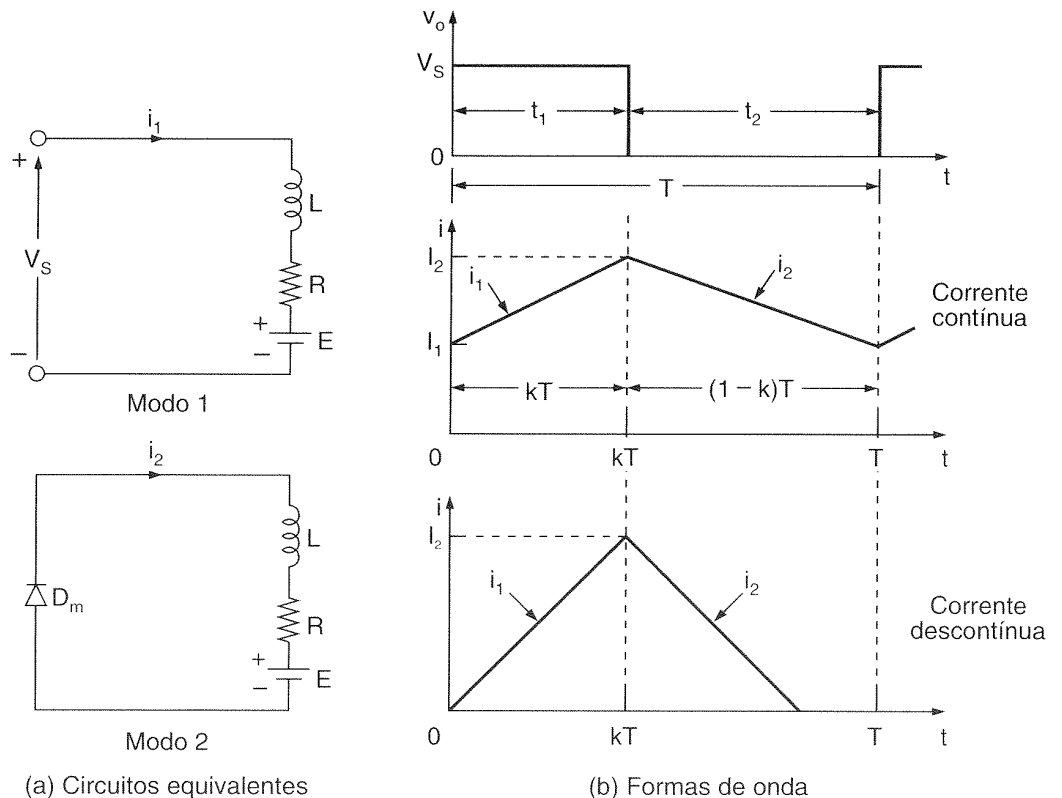 i₁
+
V_S
–
L
R
+
–
E
Modo 1
i₂
D_m
L
R
+
–
E
Modo 2
(a) Circuitos equivalentes
v_o
V_S
t₁
t₂
0
t
T
i
I₂
i₁
i₂
I₁
kT
(1 – k)T
0
kT
T
t
Corrente
contínua
i
I₂
i₁
i₂
0
kT
T
t
Corrente
descontínua
(b) Formas de onda